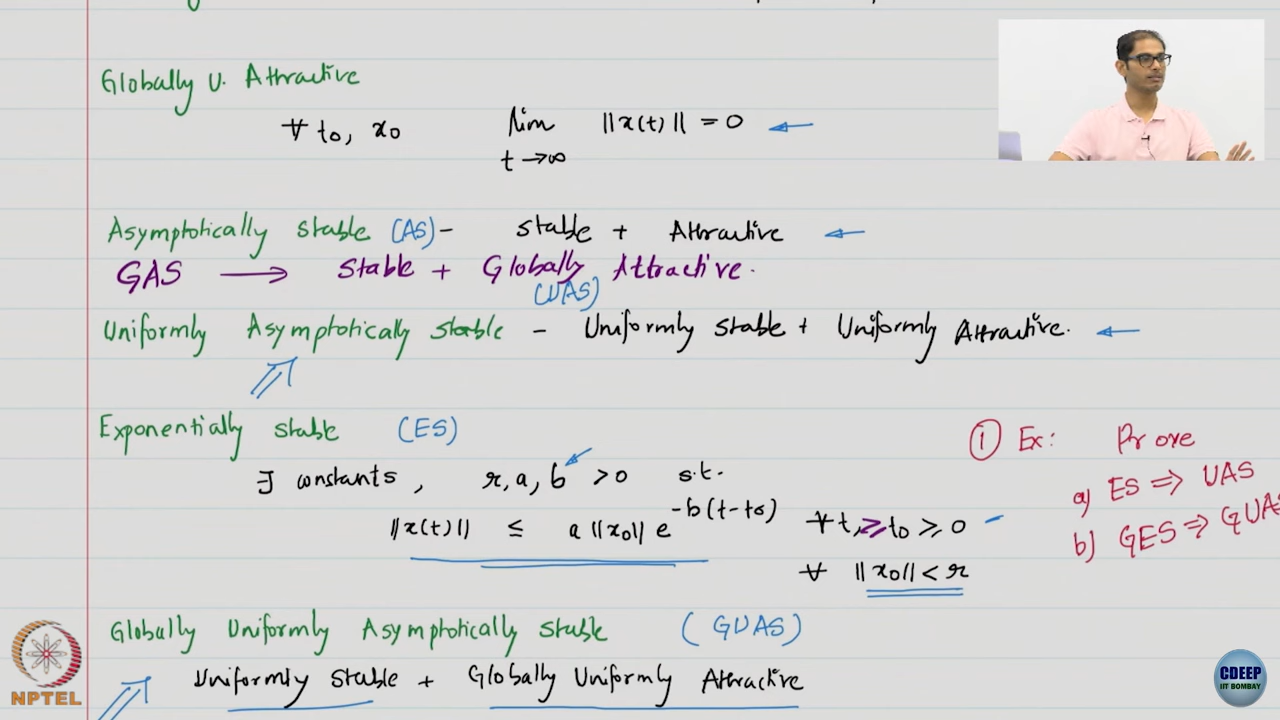 Globally U. Attractive
∀ t₀, x₀ lim ||x(t)|| = 0
t→∞
Asymptotically stable (AS) - stable + Attractive
GAS → Stable + Globally Attractive.
(UAS)
Uniformly Asymptotically stable - Uniformly stable + Uniformly Attractive.
Exponentially stable (ES)
∃ constants, r, a, b > 0 s.t.
||x(t)|| ≤ a ||x₀|| e^{-b(t-t₀)} ∀ t, ≥ t₀ ≥ 0
∀ ||x₀|| < r
① Ex: Prove
a) ES ⇒ UAS
b) GES ⇒ GUAS
Globally Uniformly Asymptotically stable (GUAS)
Uniformly stable + Globally Uniformly Attractive
NPTEL
CDEEP
IIT BOMBAY